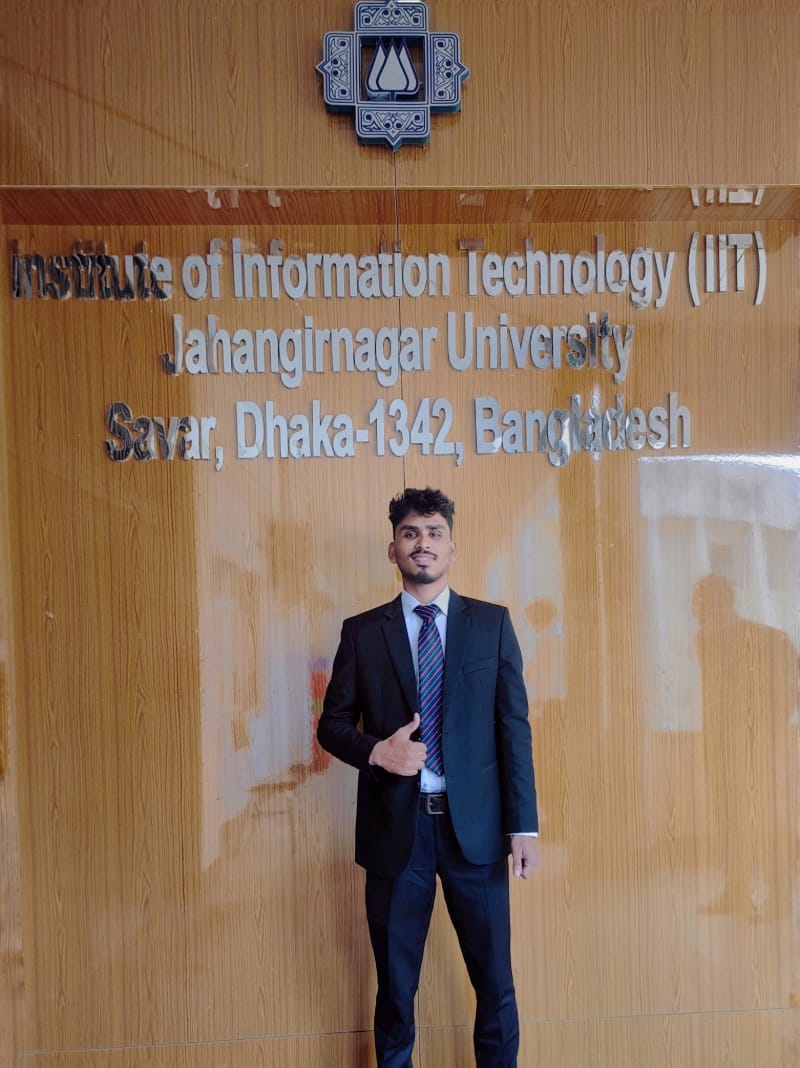 Institute of Information Technology (IIT)
Jahangirnagar University
Savar, Dhaka-1342, Bangladesh